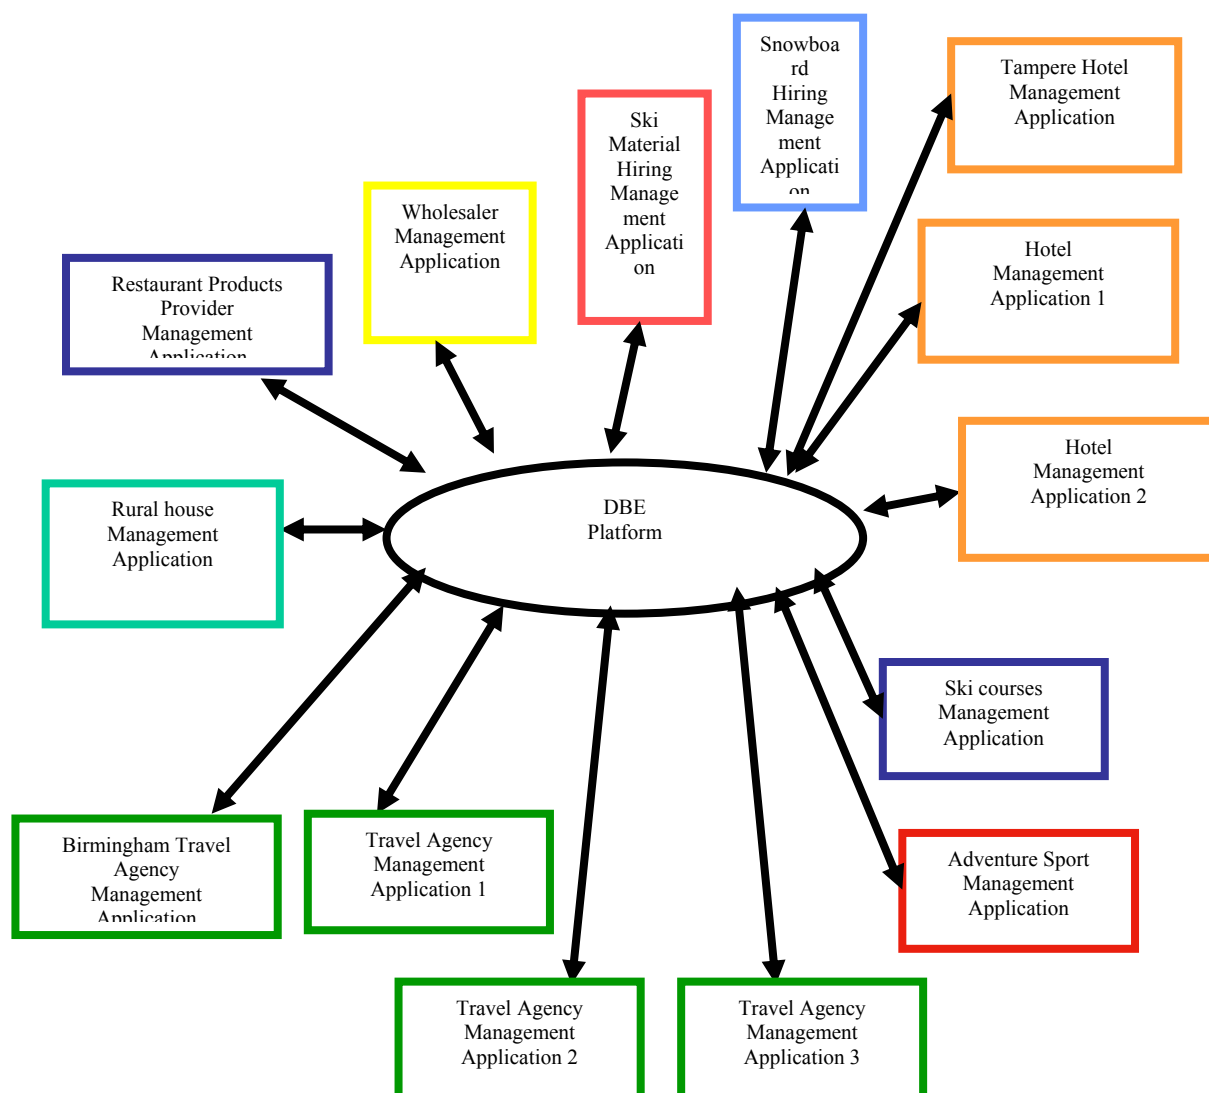 Snowboa
rd
Hiring
Manage
ment
Applicati
on
Tampere Hotel
Management
Application
Ski
Material
Hiring
Manage
ment
Applicati
on
Wholesaler
Management
Application
Hotel
Management
Application 1
Restaurant Products
Provider
Management
Application
Hotel
Management
Application 2
Rural house
Management
Application
DBE
Platform
Ski courses
Management
Application
Birmingham Travel
Agency
Management
Application
Travel Agency
Management
Application 1
Adventure Sport
Management
Application
Travel Agency
Management
Application 2
Travel Agency
Management
Application 3